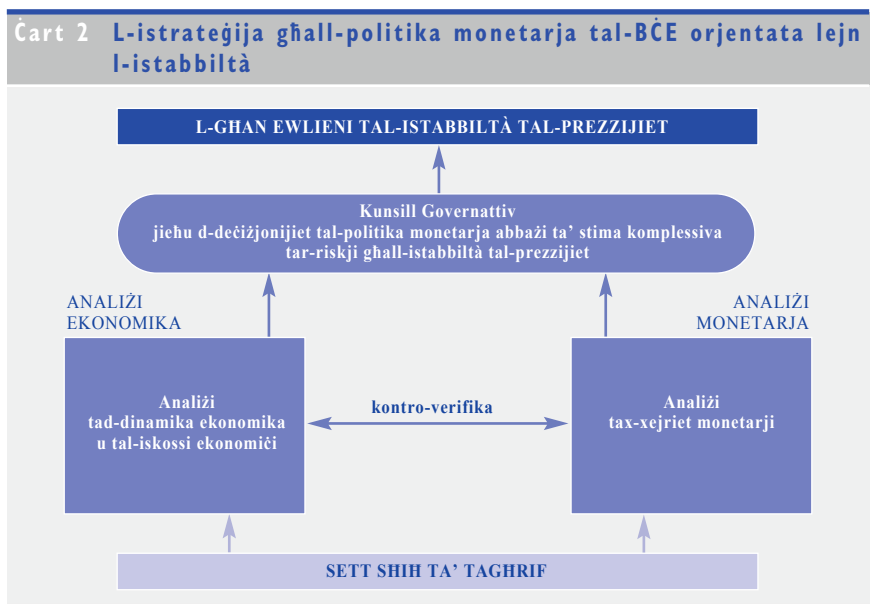 Ċart 2 L-istrateġija għall-politika monetarja tal-BĊE orjentata lejn
l-istabbiltà
L-GĦAN EWLIENI TAL-ISTABBILTÀ TAL-PREZZIJIET
Kunsill Governattiv
jieħu d-deċiżjonijiet tal-politika monetarja abbażi ta’ stima komplessiva
tar-riskji għall-istabbiltà tal-prezzijiet
ANALIŻI
EKONOMIKA
ANALIŻI
MONETARJA
Analiżi
tad-dinamika ekonomika
u tal-iskossi ekonomiċi
kontro-verifika
Analiżi
tax-xejriet monetarji
SETT SĦIĦ TA’ TAGĦRIF